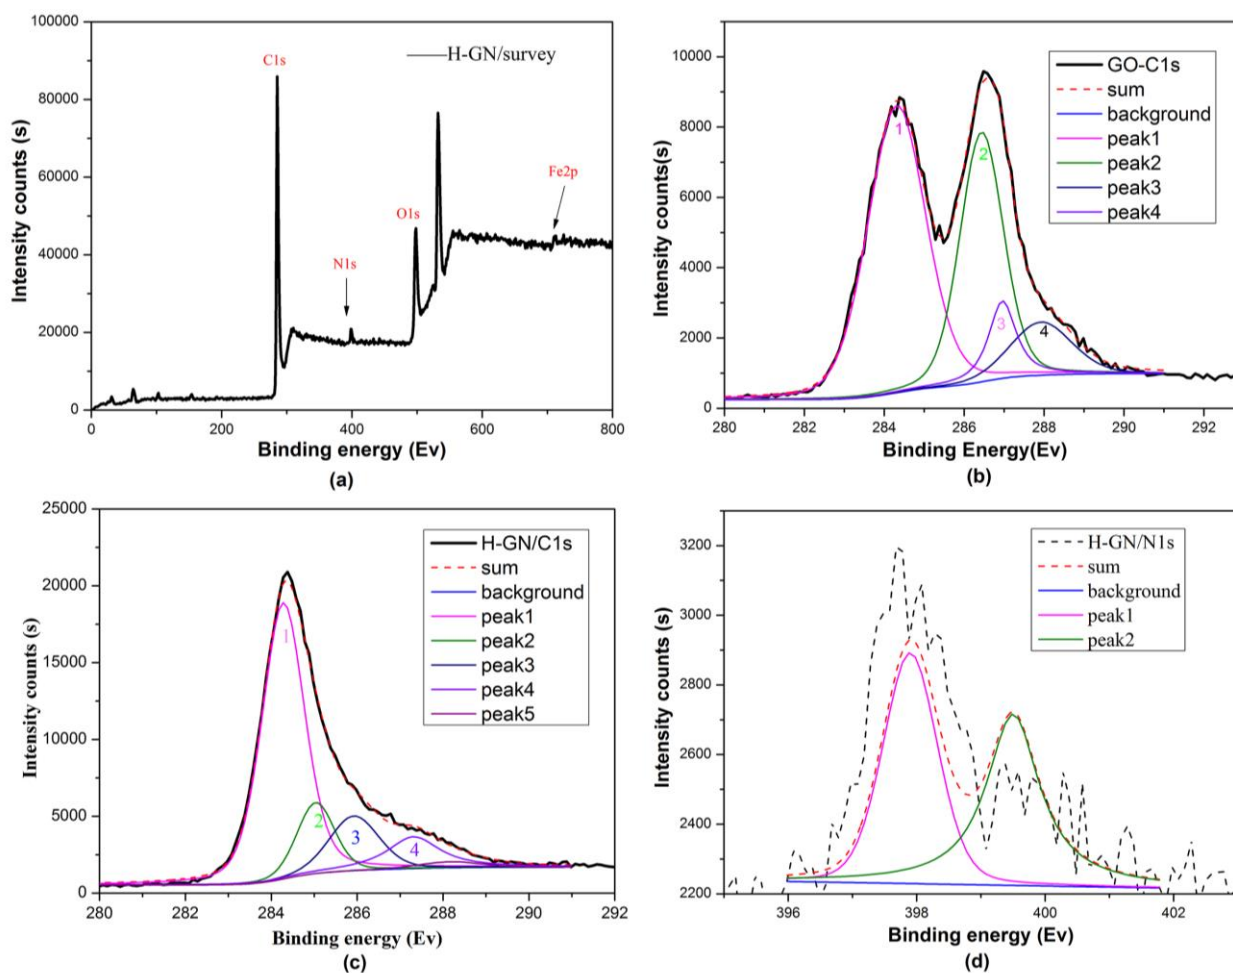 100000
80000
60000
40000
20000
0
0
200
400
600
800
Intensity counts (s)
Binding energy (Ev)
C1s
N1s
O1s
Fe2p
H-GN/survey
(a)
10000
8000
6000
4000
2000
0
280
282
284
286
288
290
292
Intensity counts(s)
Binding Energy(Ev)
1
2
3
4
GO-C1s
sum
background
peak1
peak2
peak3
peak4
(b)
25000
20000
15000
10000
5000
0
280
282
284
286
288
290
292
Intensity counts (s)
Binding energy (Ev)
1
2
3
4
H-GN/C1s
sum
background
peak1
peak2
peak3
peak4
peak5
(c)
3200
3000
2800
2600
2400
2200
396
398
400
402
Intensity counts (s)
Binding energy (Ev)
H-GN/N1s
sum
background
peak1
peak2
(d)